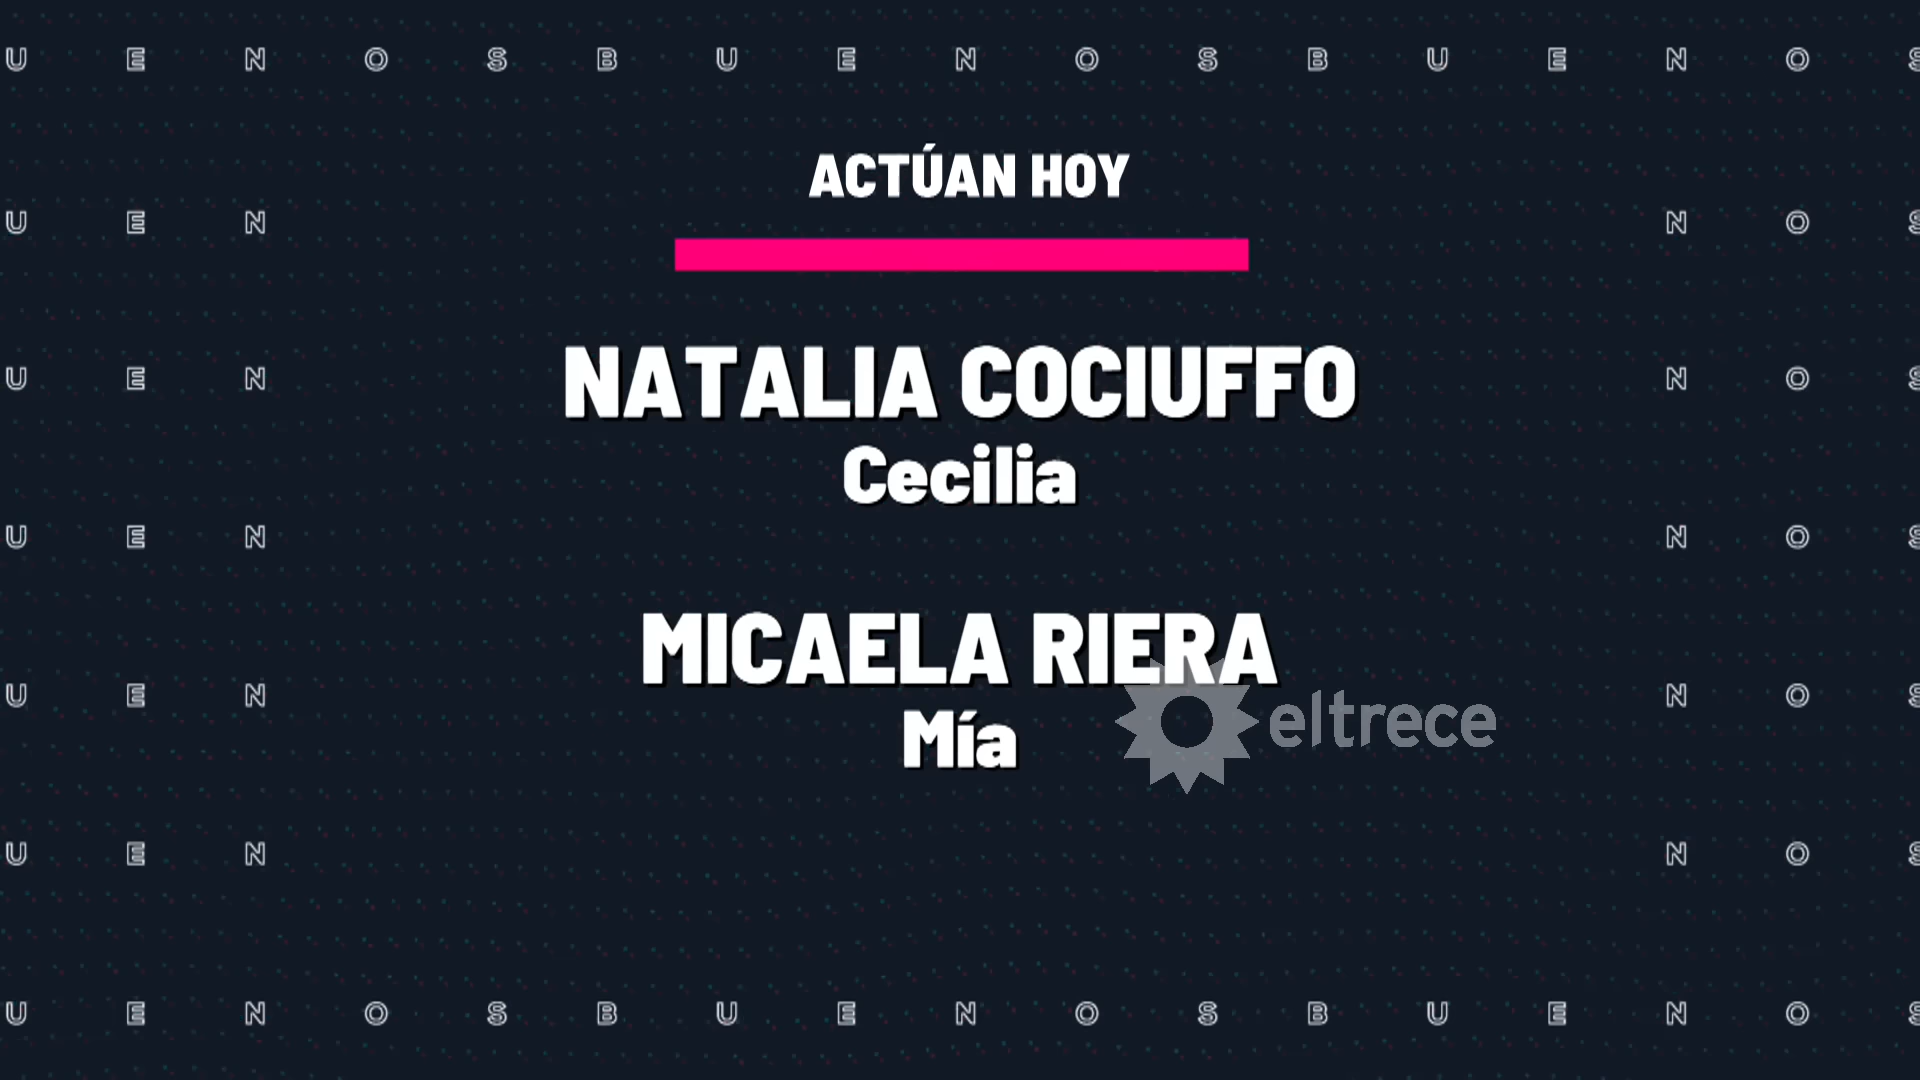 U E N O S B U E N O S B U E N O S
ACTÚAN HOY
U E N N O S
NATALIA COCIUFFO
U E N N O S
Cecilia
U E N N O S
MICAELA RIERA
U E N N O S
eltrece
Mía
U E N N O S
U E N O S B U E N O S B U E N O S